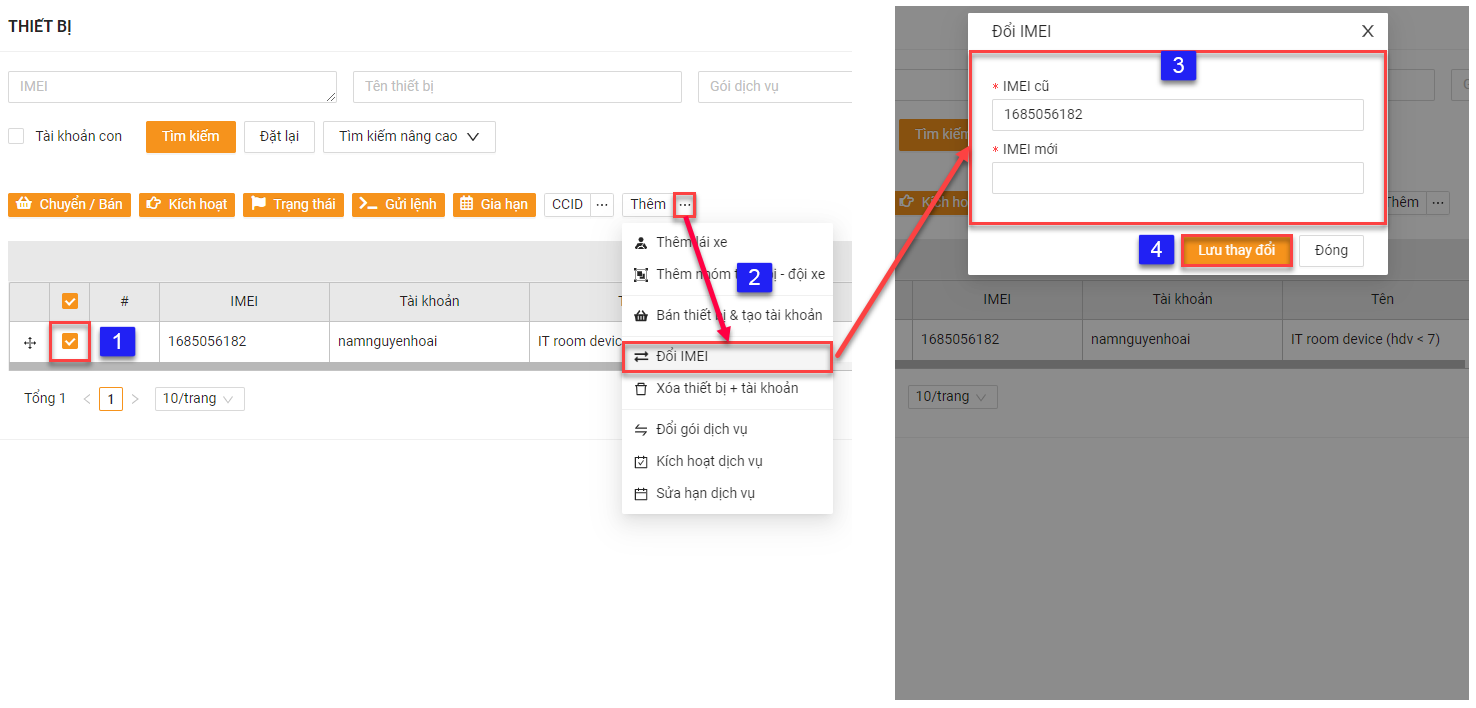 THIẾT BỊ
IMEI
Tên thiết bị
Gói dịch vụ
Tài khoản con
Tìm kiếm
Đặt lại
Tìm kiếm nâng cao
Chuyển / Bán
Kích hoạt
Trạng thái
Gửi lệnh
Gia hạn
CCID
...
Thêm
...
# IMEI Tài khoản
1685056182 namnguyenhoai IT room devic
1
Tổng 1 < 1 > 10/trang
Thêm lái xe
Thêm nhóm
- đội xe
2
Bán thiết bị & tạo tài khoản
Đổi IMEI
Xóa thiết bị + tài khoản
Đổi gói dịch vụ
Kích hoạt dịch vụ
Sửa hạn dịch vụ
Đổi IMEI X
3
* IMEI cũ
1685056182
* IMEI mới
4
Lưu thay đổi
Đóng
Tìm kiếm
Kích ho
Thêm
...
IMEI Tài khoản Tên
1685056182 namnguyenhoai IT room device (hdv < 7)
10/trang